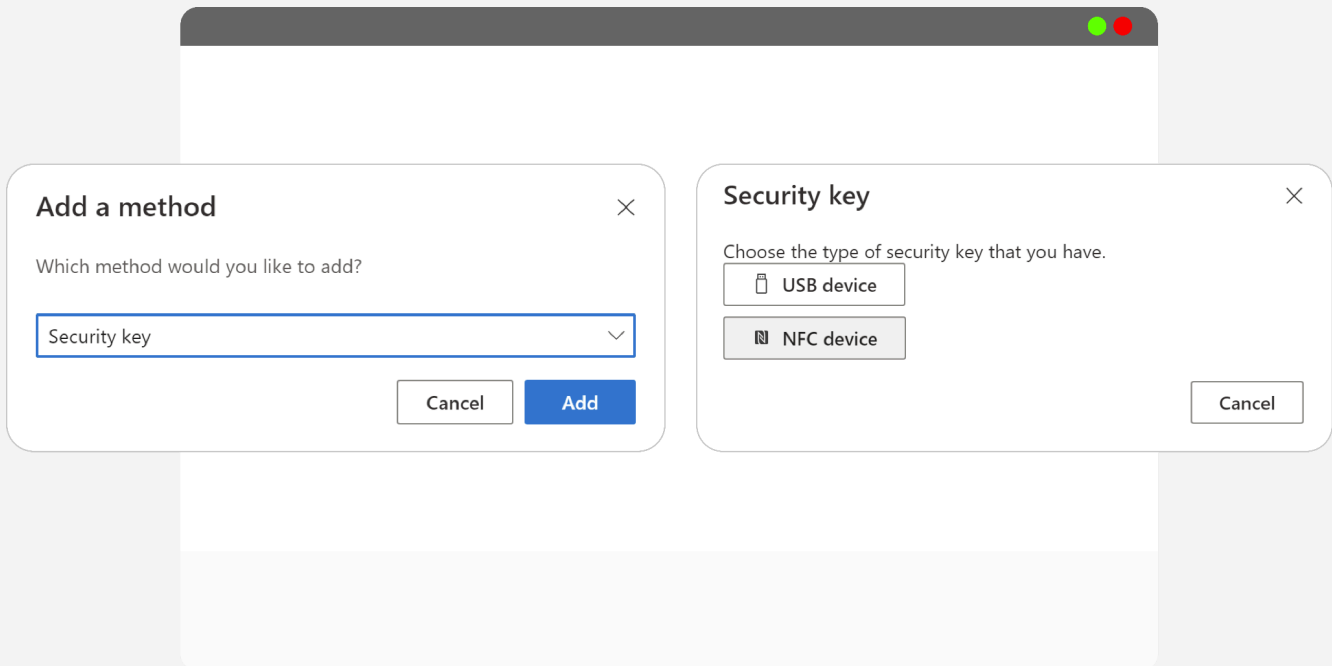 Add a method
Which method would you like to add?
Security key
Cancel
Add
Security key
Choose the type of security key that you have.
USB device
NFC device
Cancel